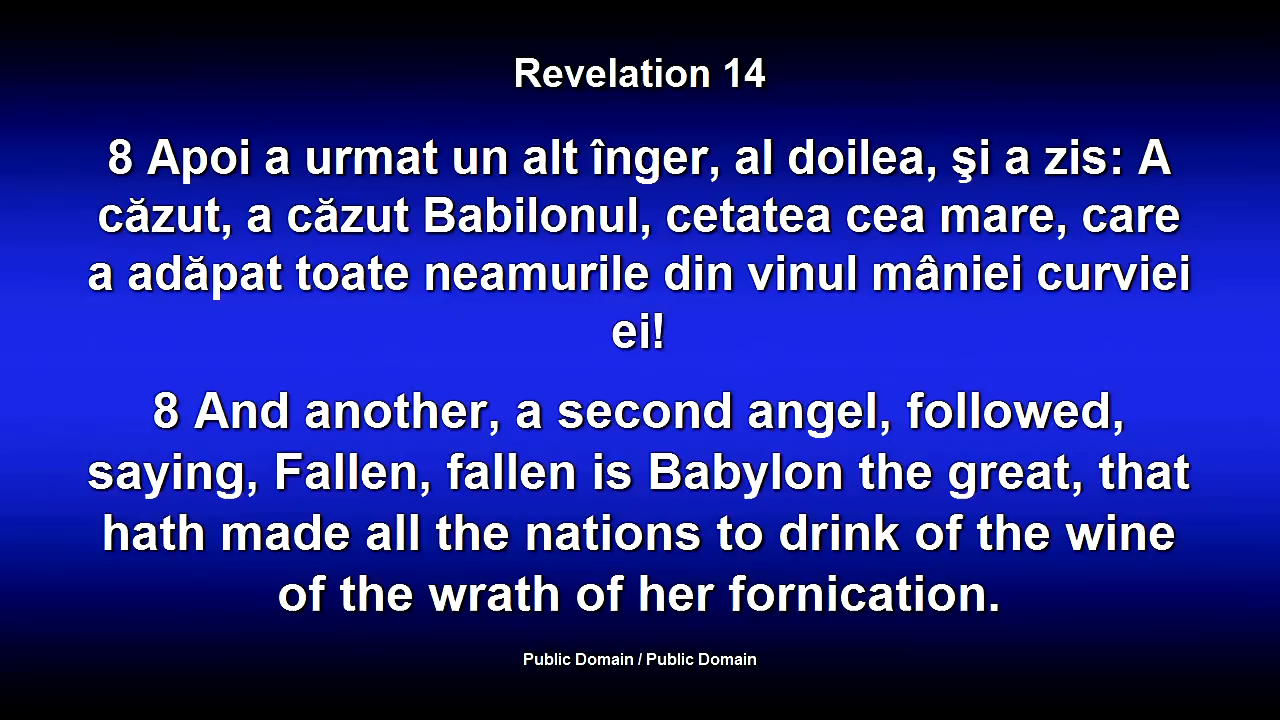 Revelation 14
8 Apoi a urmat un alt înger, al doilea, şi a zis: A
căzut, a căzut Babilonul, cetatea cea mare, care
a adăpat toate neamurile din vinul mâniei curviei
ei!
8 And another, a second angel, followed,
saying, Fallen, fallen is Babylon the great, that
hath made all the nations to drink of the wine
of the wrath of her fornication.
Public Domain / Public Domain